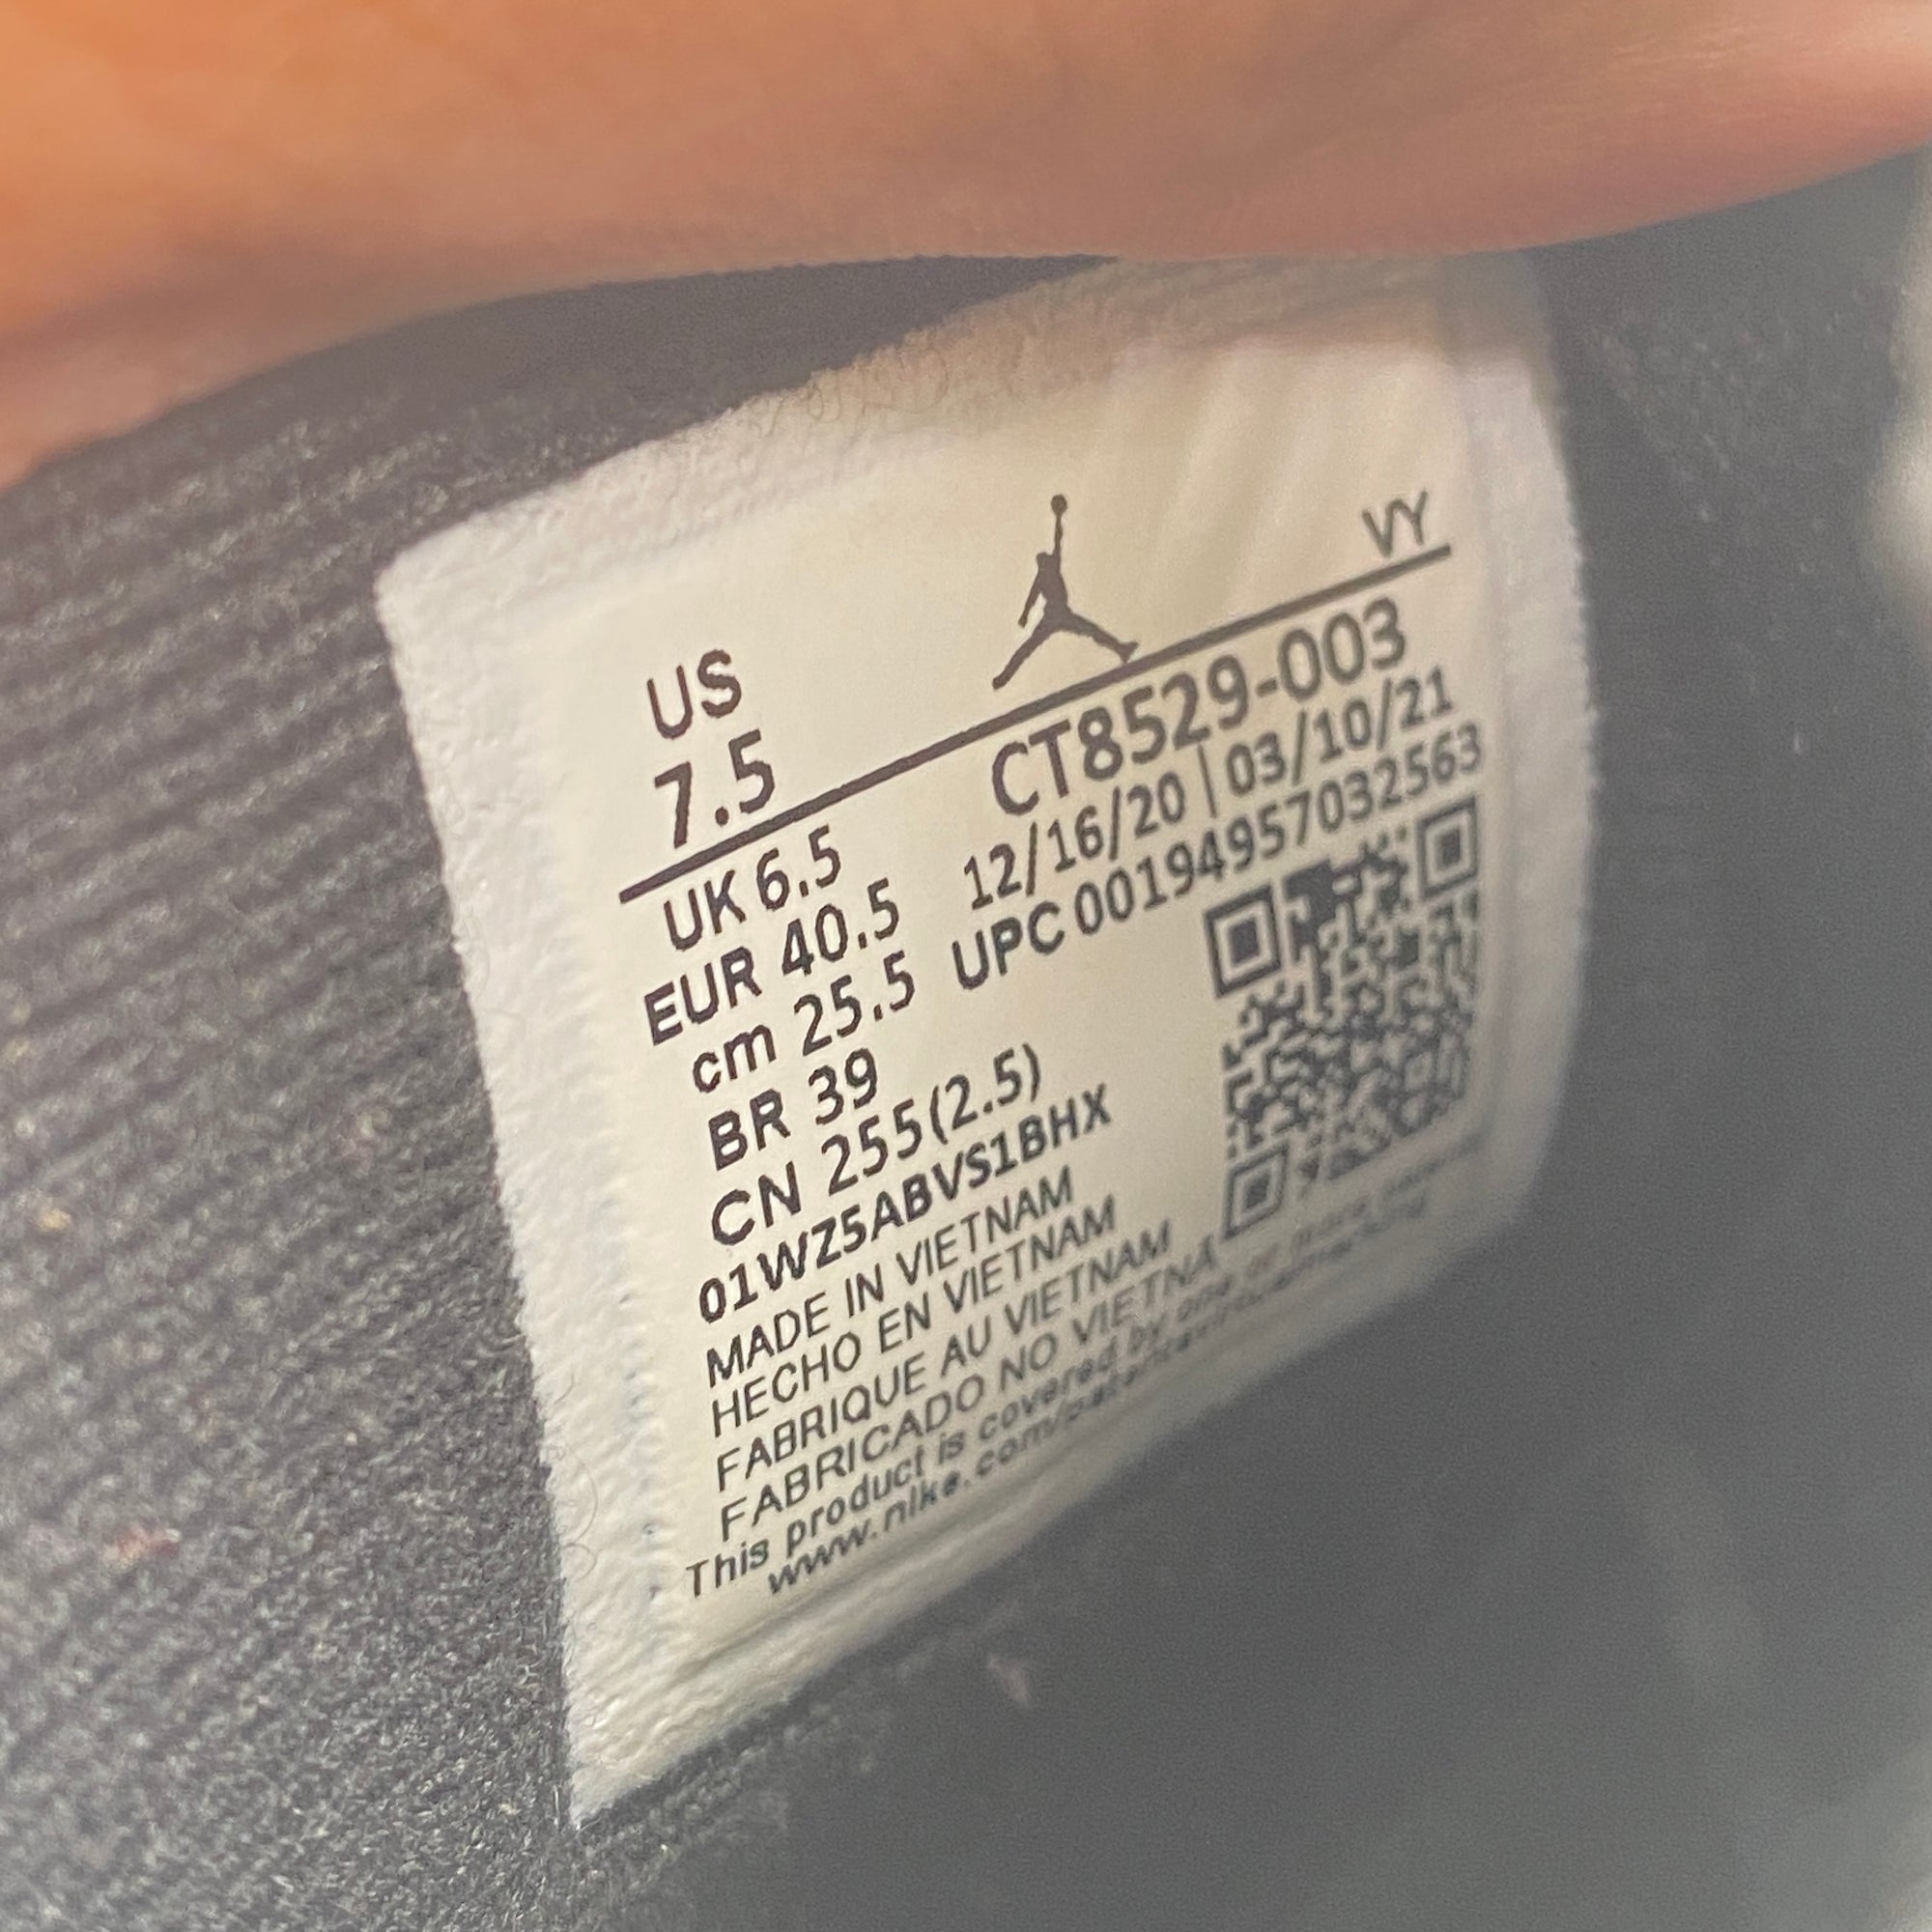 US
7.5
VY
UK 6.5
EUR 40.5
cm 25.5
BR 39
CN 255(2.5)
CT8529-003
12/16/20 | 03/10/21
UPC 00194957032563
01WZ5ABVS1BHX
MADE IN VIETNAM
HECHO EN VIETNAM
FABRIQUE AU VIETNAM
FABRICADO NO VIETNA
This product is covered by one or more
www.nike.com/patents